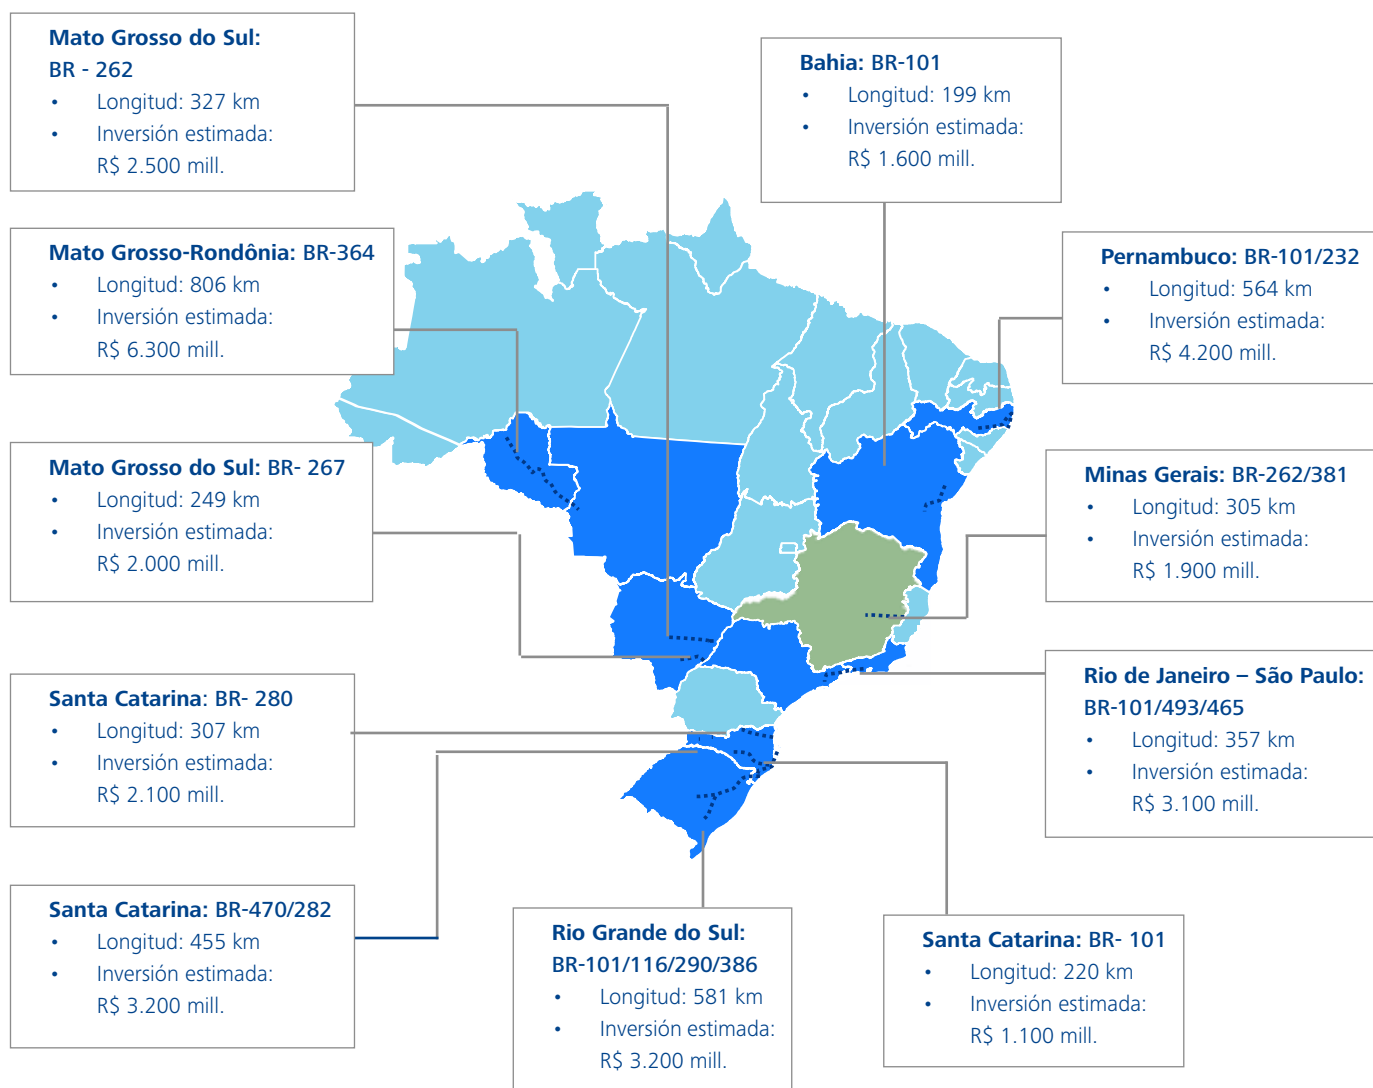 Mato Grosso do Sul:
BR - 262
• Longitud: 327 km
• Inversión estimada:
R$ 2.500 mill.
Bahia: BR-101
• Longitud: 199 km
• Inversión estimada:
R$ 1.600 mill.
Mato Grosso-Rondônia: BR-364
• Longitud: 806 km
• Inversión estimada:
R$ 6.300 mill.
Pernambuco: BR-101/232
• Longitud: 564 km
• Inversión estimada:
R$ 4.200 mill.
Mato Grosso do Sul: BR- 267
• Longitud: 249 km
• Inversión estimada:
R$ 2.000 mill.
Minas Gerais: BR-262/381
• Longitud: 305 km
• Inversión estimada:
R$ 1.900 mill.
Santa Catarina: BR- 280
• Longitud: 307 km
• Inversión estimada:
R$ 2.100 mill.
Rio de Janeiro – São Paulo:
BR-101/493/465
• Longitud: 357 km
• Inversión estimada:
R$ 3.100 mill.
Santa Catarina: BR-470/282
• Longitud: 455 km
• Inversión estimada:
R$ 3.200 mill.
Rio Grande do Sul:
BR-101/116/290/386
• Longitud: 581 km
• Inversión estimada:
R$ 3.200 mill.
Santa Catarina: BR- 101
• Longitud: 220 km
• Inversión estimada:
R$ 1.100 mill.